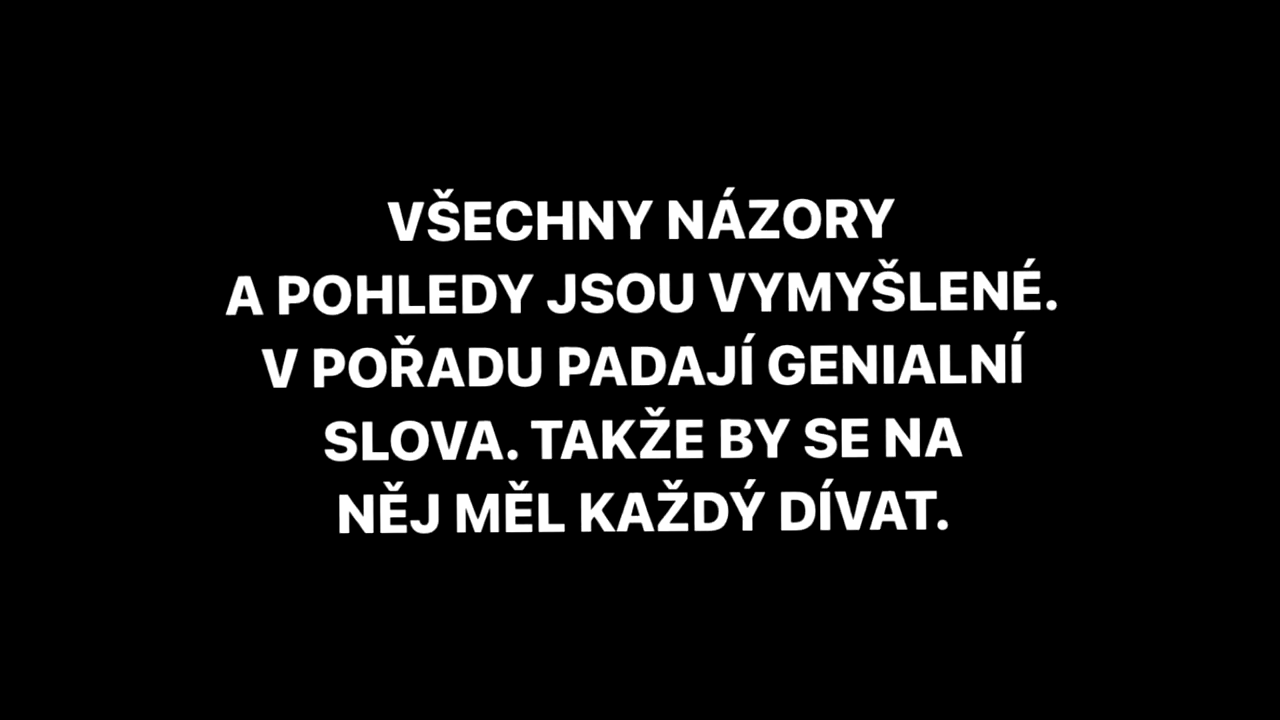 VŠECHNY NÁZORY
A POHLEDY JSOU VYMYŠLENÉ.
V POŘADU PADAJÍ GENIALNÍ
SLOVA. TAKŽE BY SE NA
NĚJ MĚL KAŽDÝ DÍVAT.